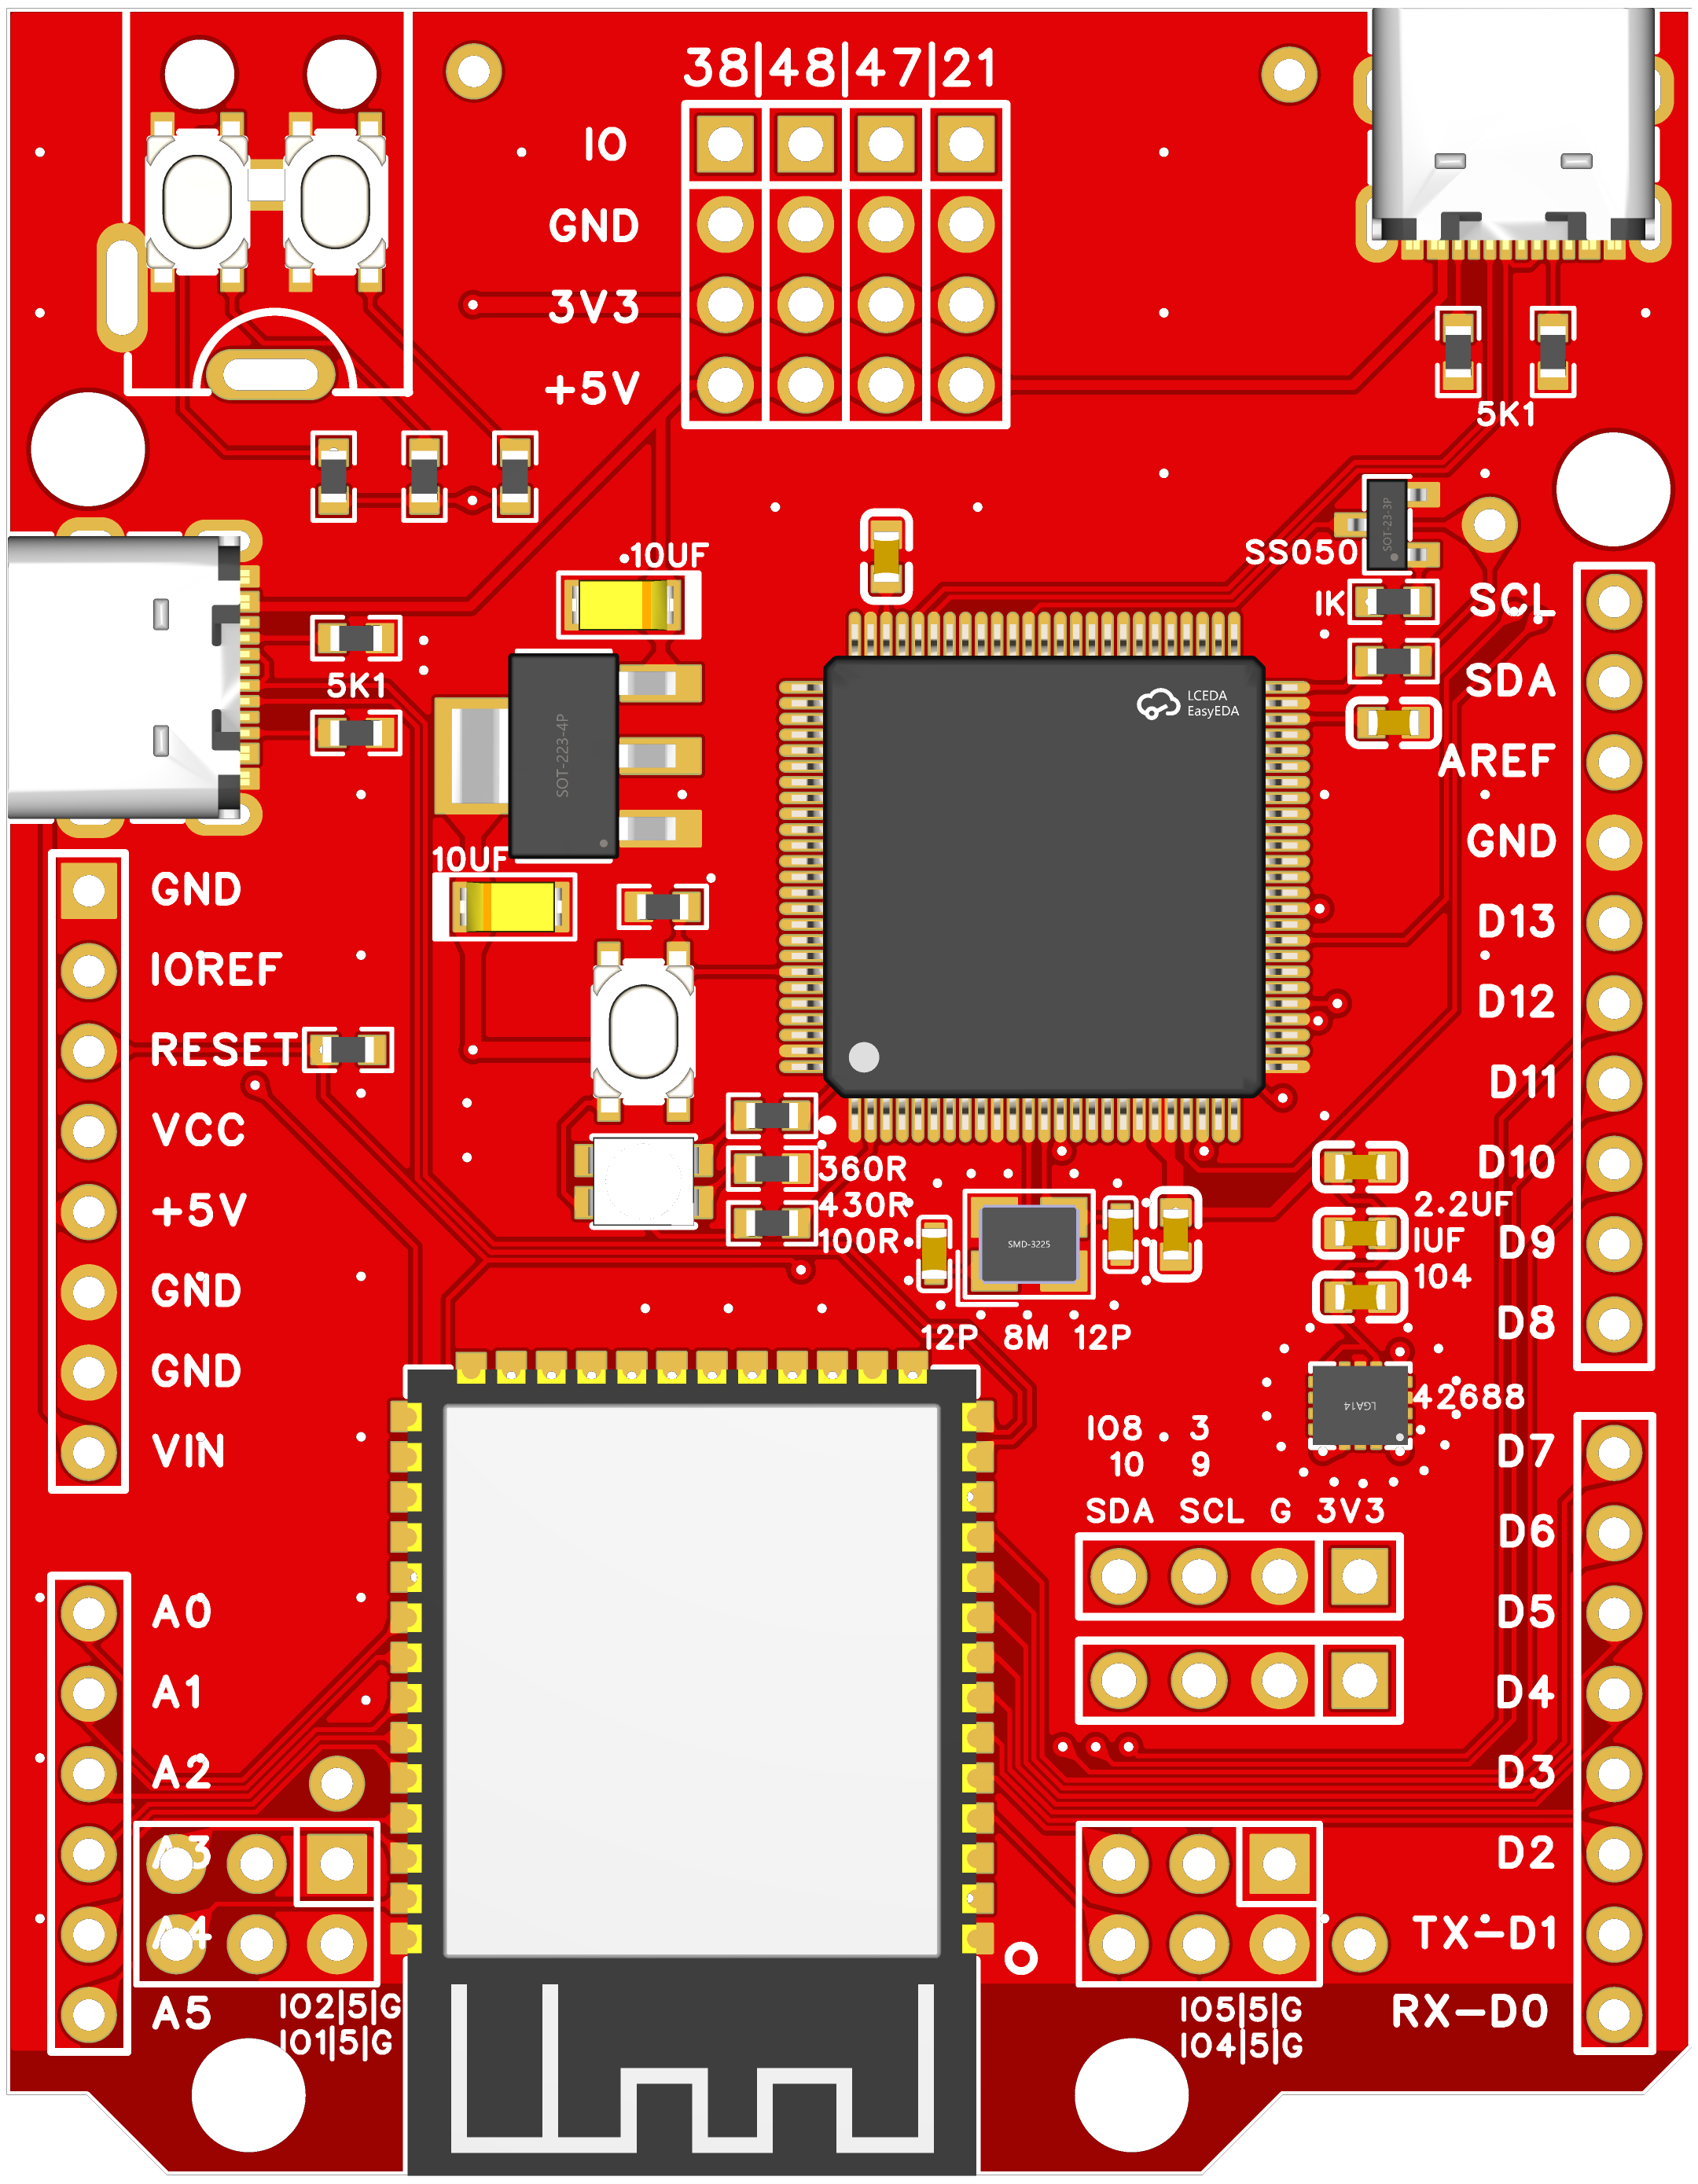 38|48|47|21
IO
GND
3V3
+5V
5K1
10UF
SOT-23-3P
SS050
1K
SCL
SDA
AREF
GND
D13
D12
D11
D10
D9
D8
5K1
SOT-223-4P
LCEDA
EasyEDA
10UF
GND
IOREF
RESET
VCC
+5V
GND
GND
VIN
360R
430R
100R
SMD-3225
12P 8M 12P
2.2UF
1UF
104
LGA14
42688
IO8 . 3
10 9
SDA SCL G 3V3
D7
D6
D5
D4
D3
D2
TX-D1
RX-D0
A0
A1
A2
A3
A4
A5
IO2|5|G
IO1|5|G
IO5|5|G
IO4|5|G